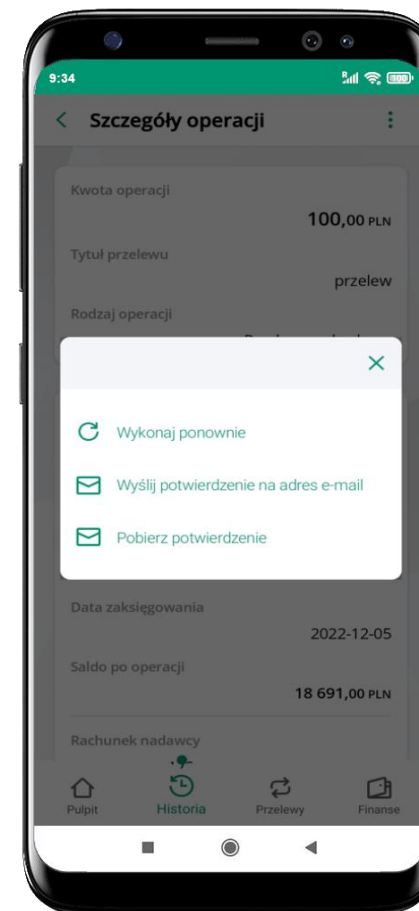 9:34
100
Szczegóły operacji
Kwota operacji
100,00 PLN
Tytuł przelewu
przelew
Rodzaj operacji
Wykonaj ponownie
Wyślij potwierdzenie na adres e-mail
Pobierz potwierdzenie
Data zaksięgowania
2022-12-05
Saldo po operacji
18 691,00 PLN
Rachunek nadawcy
Pulpit Historia Przelewy Finanse